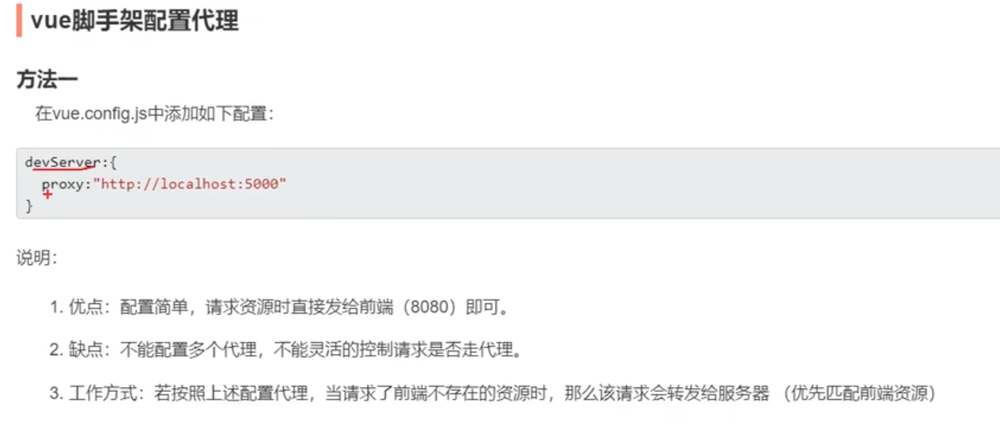 vue脚手架配置代理
方法一
在vue.config.js中添加如下配置：
devServer:{
proxy:"http://localhost:5000"
}
说明：
1. 优点：配置简单，请求资源时直接发给前端（8080）即可。
2. 缺点：不能配置多个代理，不能灵活的控制请求是否走代理。
3. 工作方式：若按照上述配置代理，当请求了前端不存在的资源时，那么该请求会转发给服务器 （优先匹配前端资源）